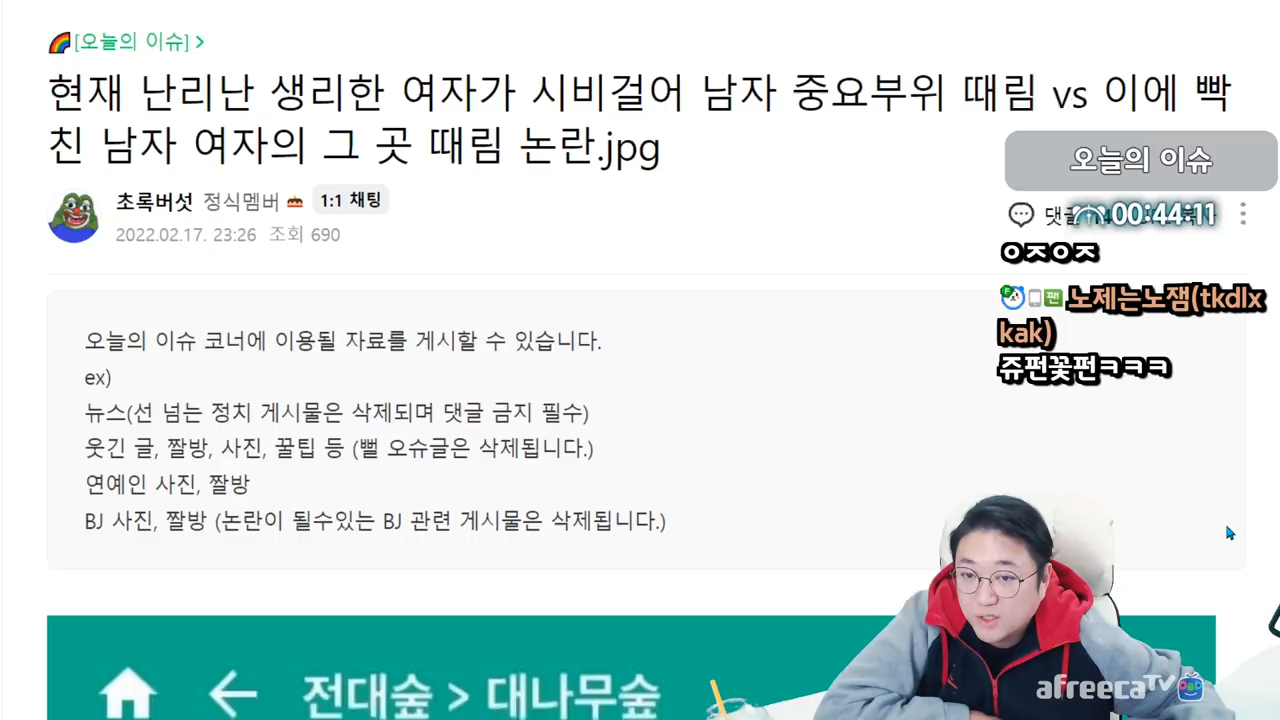 [오늘의 이슈] >
현재 난리난 생리한 여자가 시비걸어 남자 중요부위 때림 vs 이에 빡
친 남자 여자의 그 곳 때림 논란.jpg
오늘의 이슈
초록버섯 정식멤버 1:1 채팅
댓글
00:44:11
2022.02.17. 23:26 조회 690
ㅇㅈㅇㅈ
F 팬 노제는노잼(tkdlx
kak)
쥬펀꽃펀ㅋㅋㅋ
오늘의 이슈 코너에 이용될 자료를 게시할 수 있습니다.
ex)
뉴스(선 넘는 정치 게시물은 삭제되며 댓글 금지 필수)
웃긴 글, 짤방, 사진, 꿀팁 등 (뻘 오슈글은 삭제됩니다.)
연예인 사진, 짤방
BJ 사진, 짤방 (논란이 될수있는 BJ 관련 게시물은 삭제됩니다.)
전대숲 > 대나무숲
afreecaTV